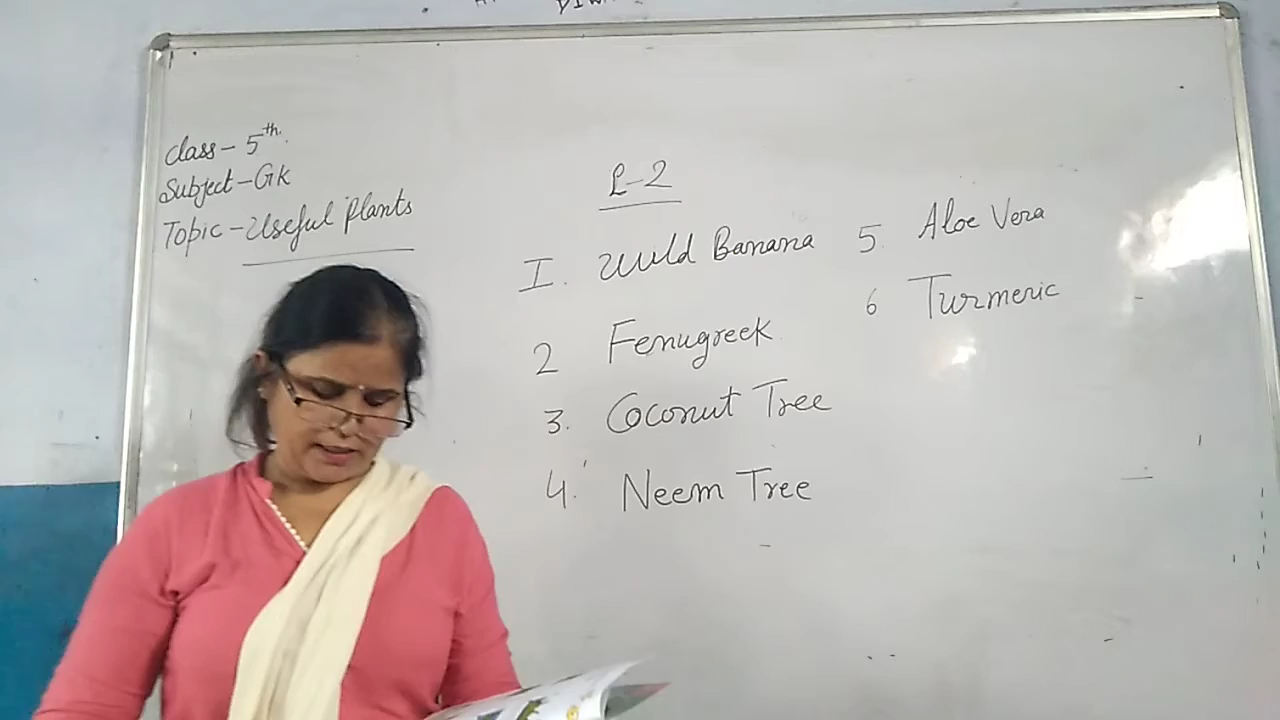 Class - 5th.
Subject - GK
Topic - Useful Plants
L-2
I. Wild Banana
2 Fenugreek
3. Coconut Tree
4. Neem Tree
5. Aloe Vera
6 Turmeric